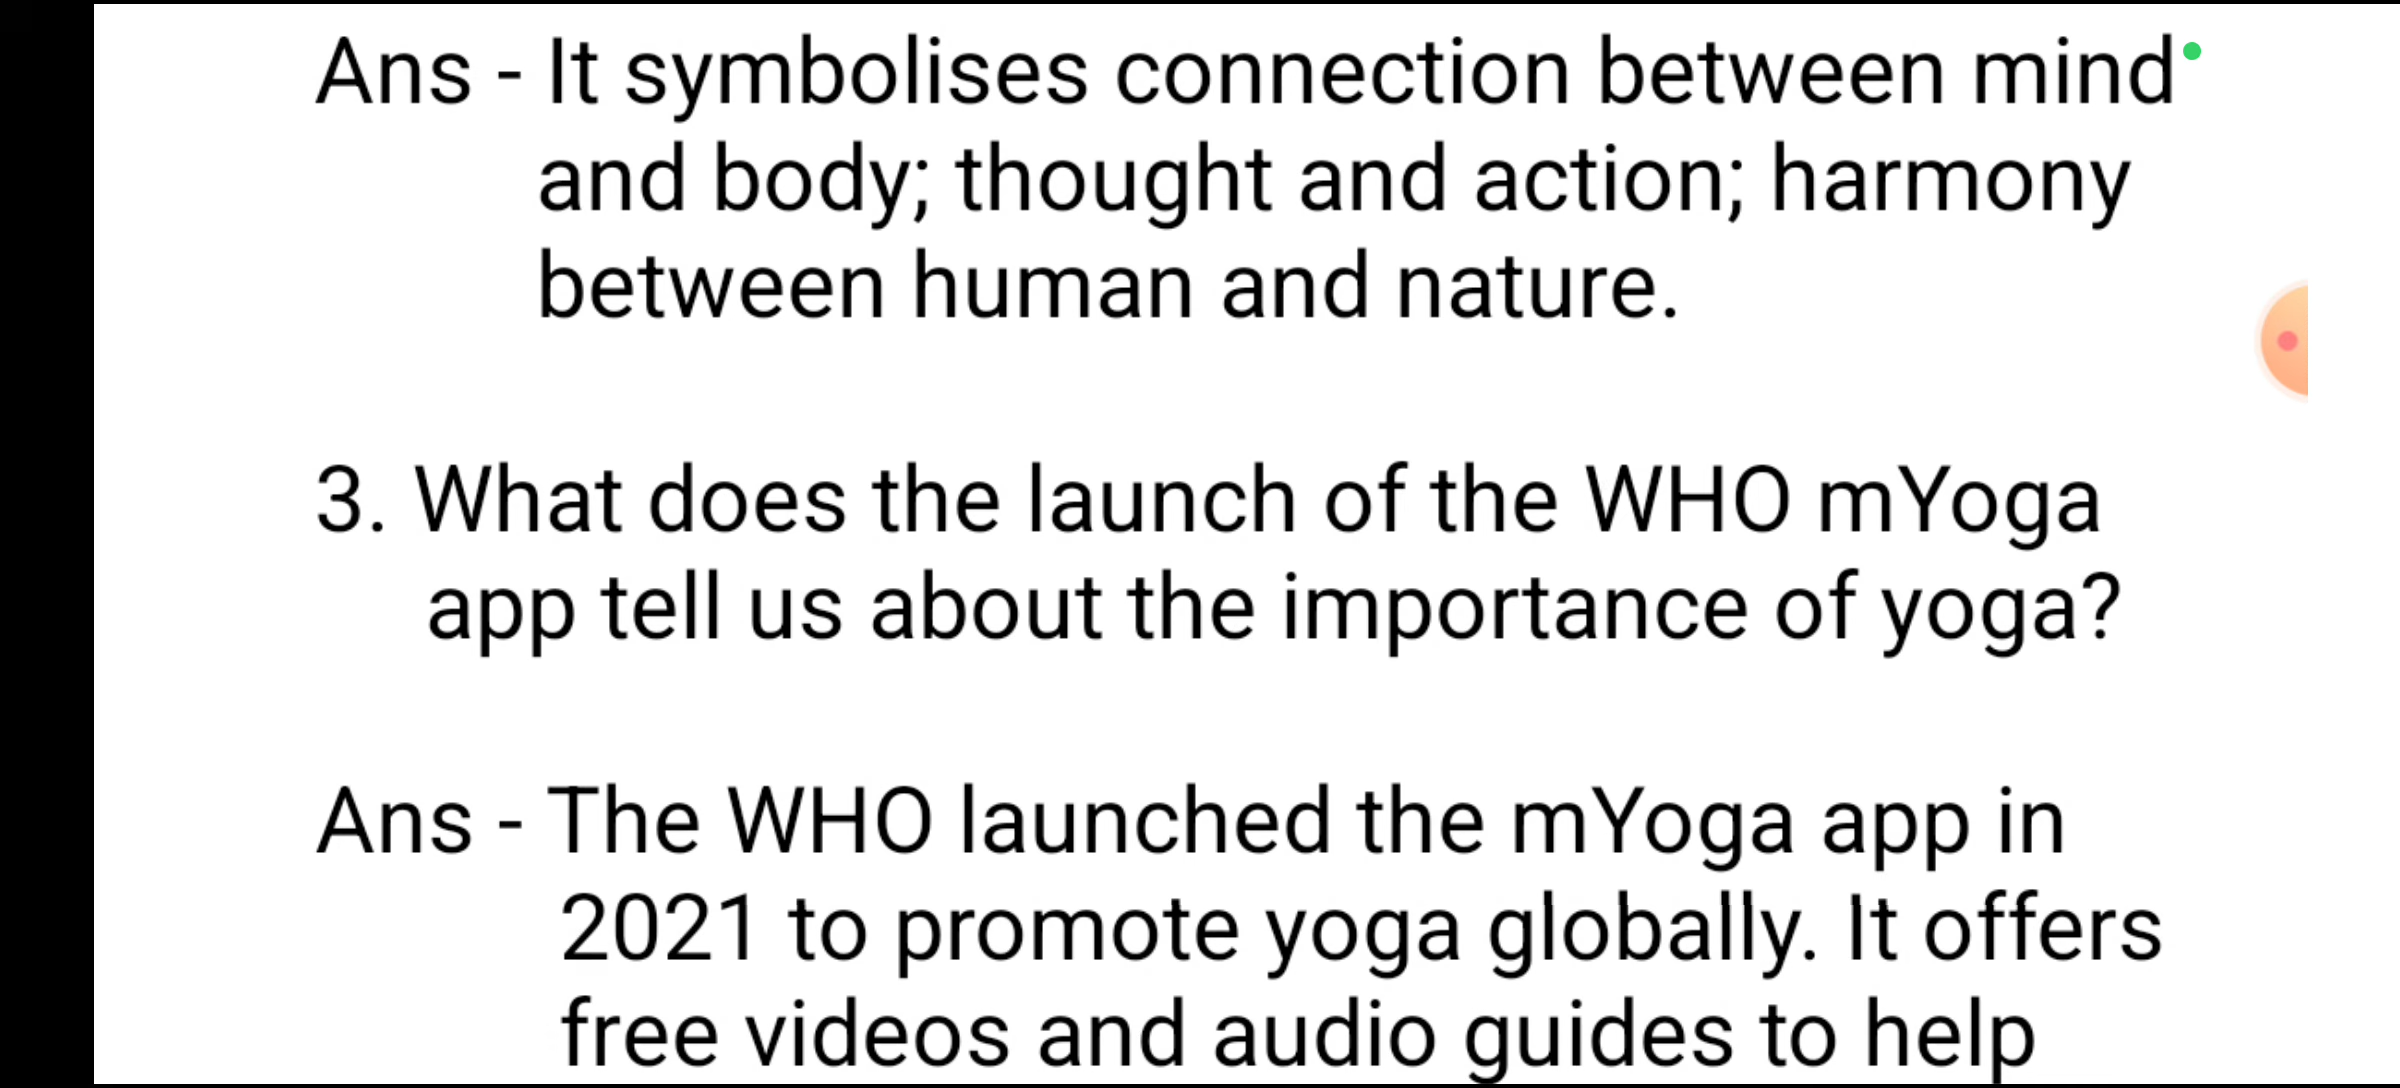 Ans - It symbolises connection between mind
and body; thought and action; harmony
between human and nature.
3. What does the launch of the WHO mYoga
app tell us about the importance of yoga?
Ans - The WHO launched the mYoga app in
2021 to promote yoga globally. It offers
free videos and audio guides to help